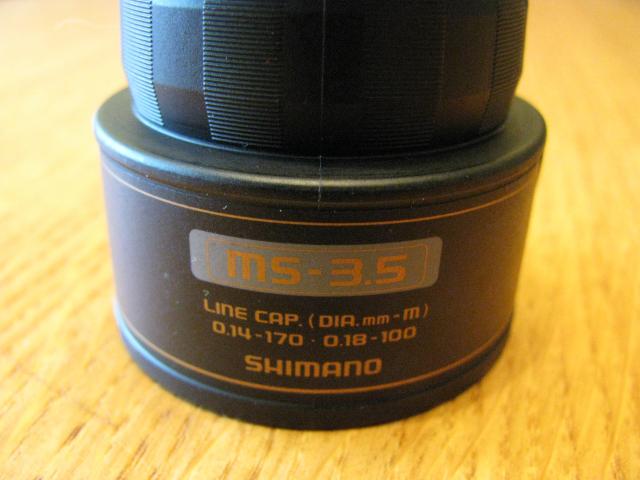 MS-3.5
LINE CAP. (DIA. mm-m)
0.14-170 · 0.18-100
SHIMANO